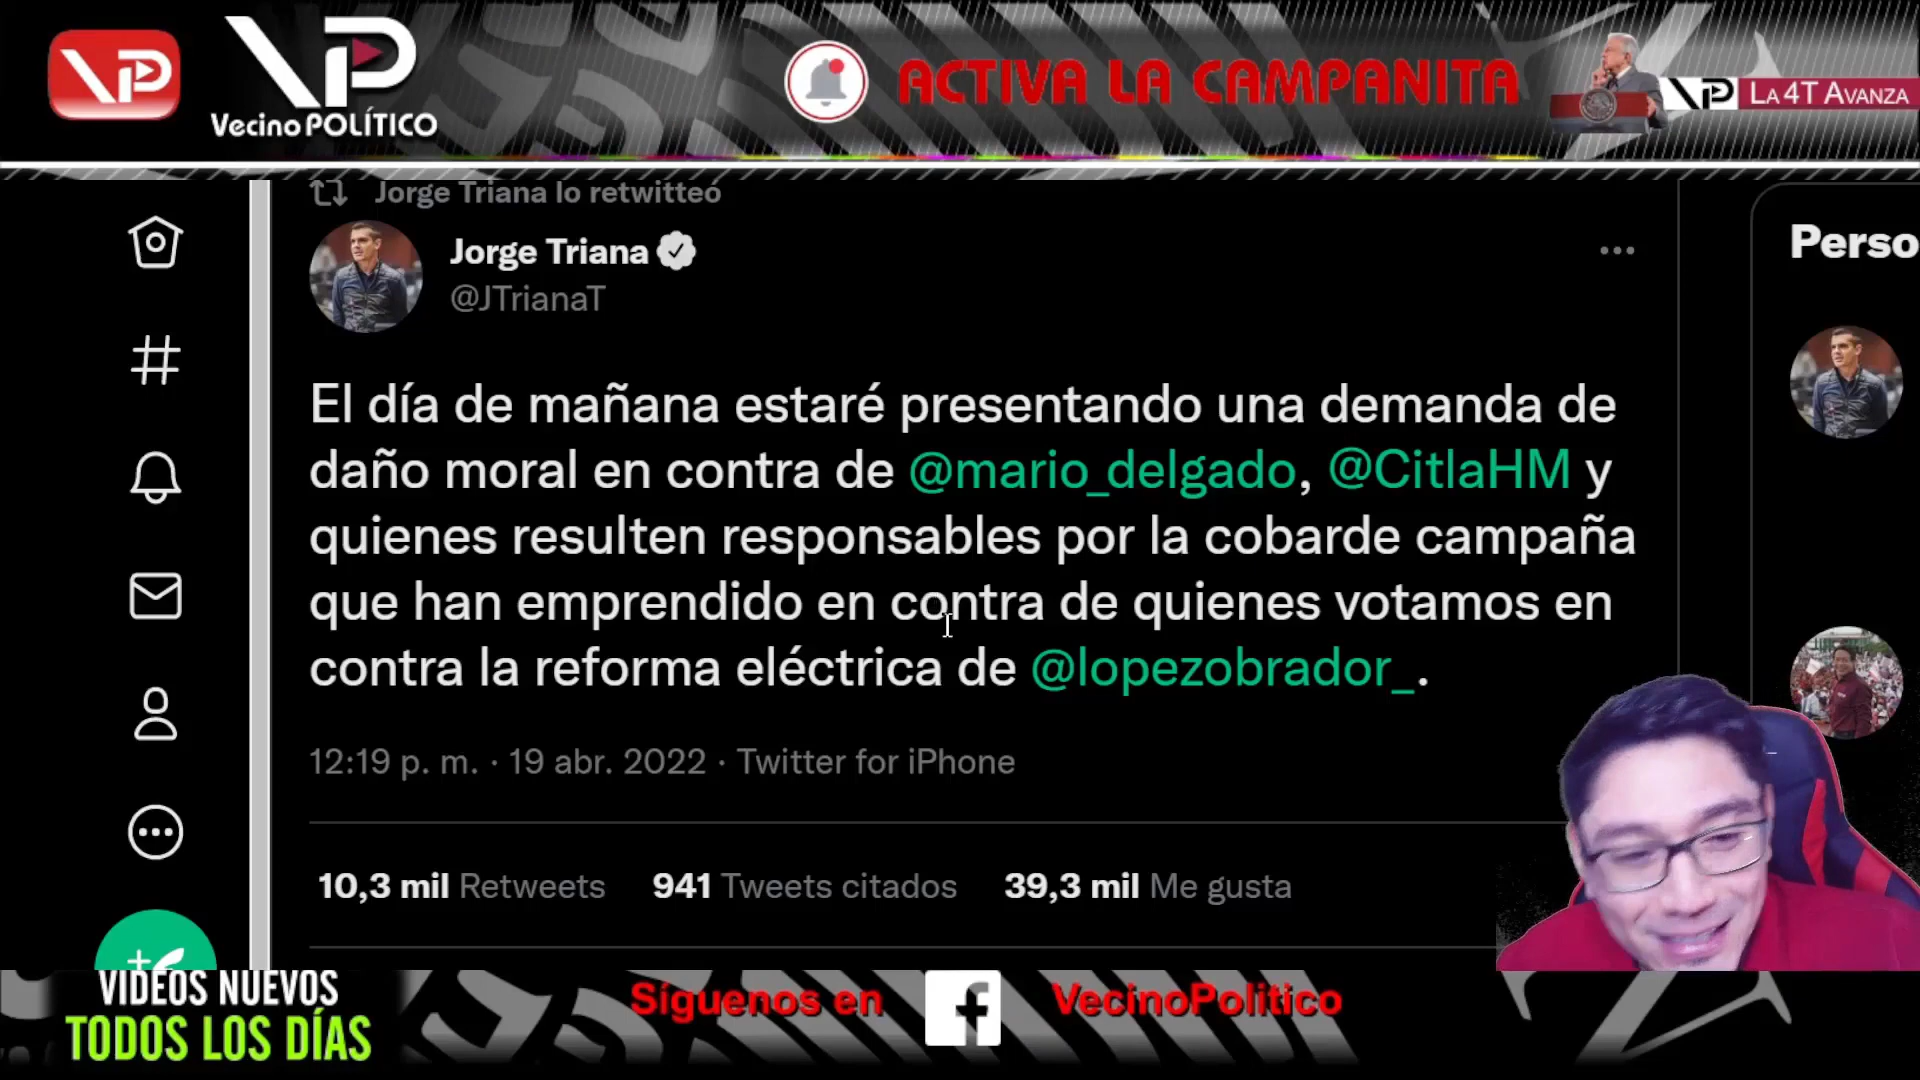 VP
VP
Vecino POLÍTICO
ACTIVA LA CAMPANITA
VP LA 4T AVANZA
Jorge Triana lo retwitteó
Jorge Triana
@JTrianaT
Perso
El día de mañana estaré presentando una demanda de
daño moral en contra de @mario_delgado, @CitlaHM y
quienes resulten responsables por la cobarde campaña
que han emprendido en contra de quienes votamos en
contra la reforma eléctrica de @lopezobrador_.
12:19 p. m. · 19 abr. 2022 · Twitter for iPhone
10,3 mil Retweets 941 Tweets citados 39,3 mil Me gusta
VIDEOS NUEVOS
TODOS LOS DÍAS
Síguenos en f VecinoPolitico